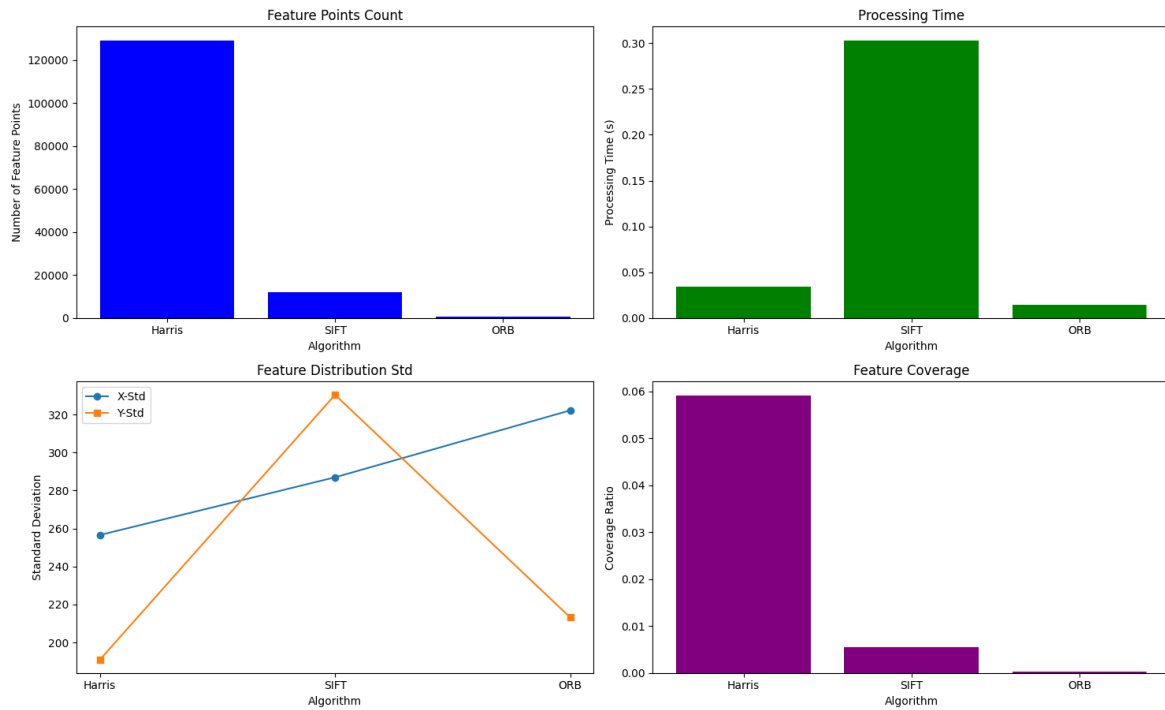 Feature Points Count
Number of Feature Points
120000
100000
80000
60000
40000
20000
0
Harris
SIFT
ORB
Algorithm
Processing Time
Processing Time (s)
0.30
0.25
0.20
0.15
0.10
0.05
0.00
Harris
SIFT
ORB
Algorithm
Feature Distribution Std
X-Std
Y-Std
Standard Deviation
320
300
280
260
240
220
200
Harris
SIFT
ORB
Algorithm
Feature Coverage
Coverage Ratio
0.06
0.05
0.04
0.03
0.02
0.01
0.00
Harris
SIFT
ORB
Algorithm